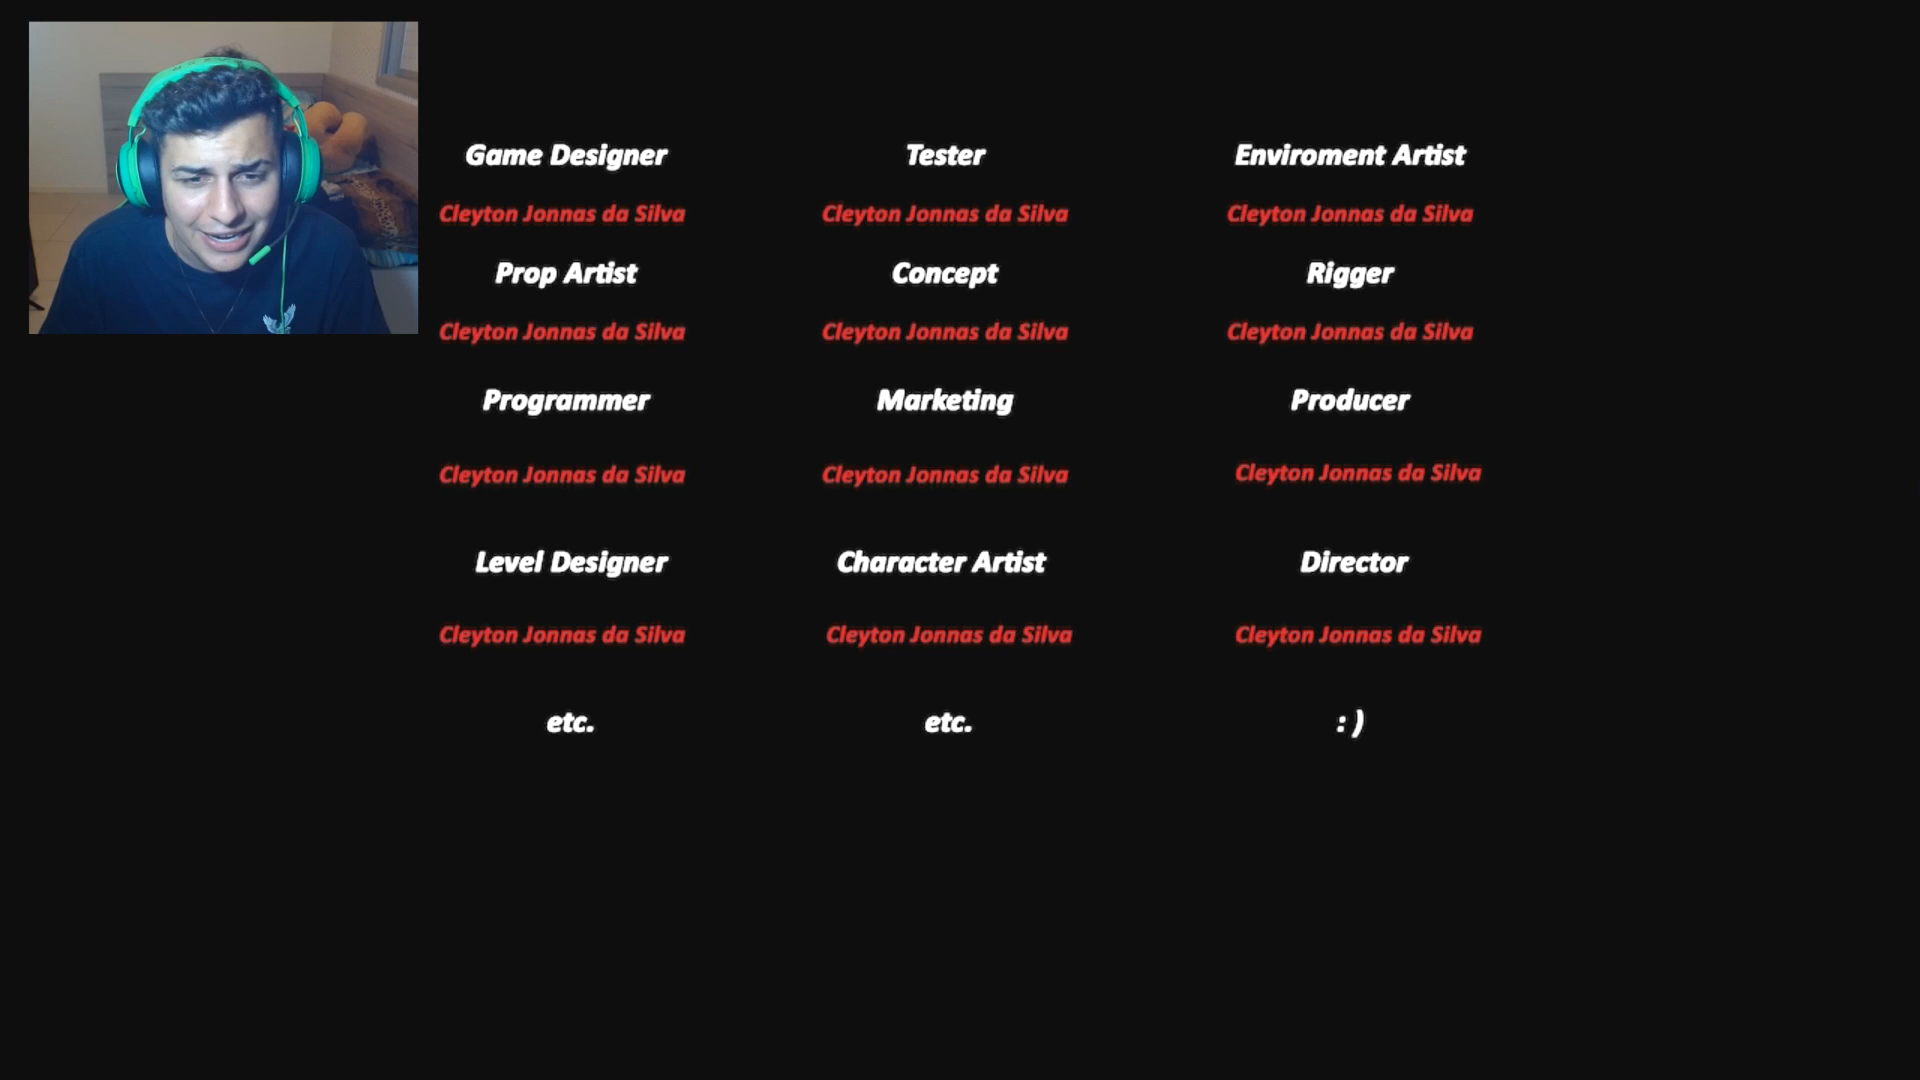 Game Designer Tester Enviroment Artist
Cleyton Jonnas da Silva Cleyton Jonnas da Silva Cleyton Jonnas da Silva
Prop Artist Concept Rigger
Cleyton Jonnas da Silva Cleyton Jonnas da Silva Cleyton Jonnas da Silva
Programmer Marketing Producer
Cleyton Jonnas da Silva Cleyton Jonnas da Silva Cleyton Jonnas da Silva
Level Designer Character Artist Director
Cleyton Jonnas da Silva Cleyton Jonnas da Silva Cleyton Jonnas da Silva
etc. etc. : )